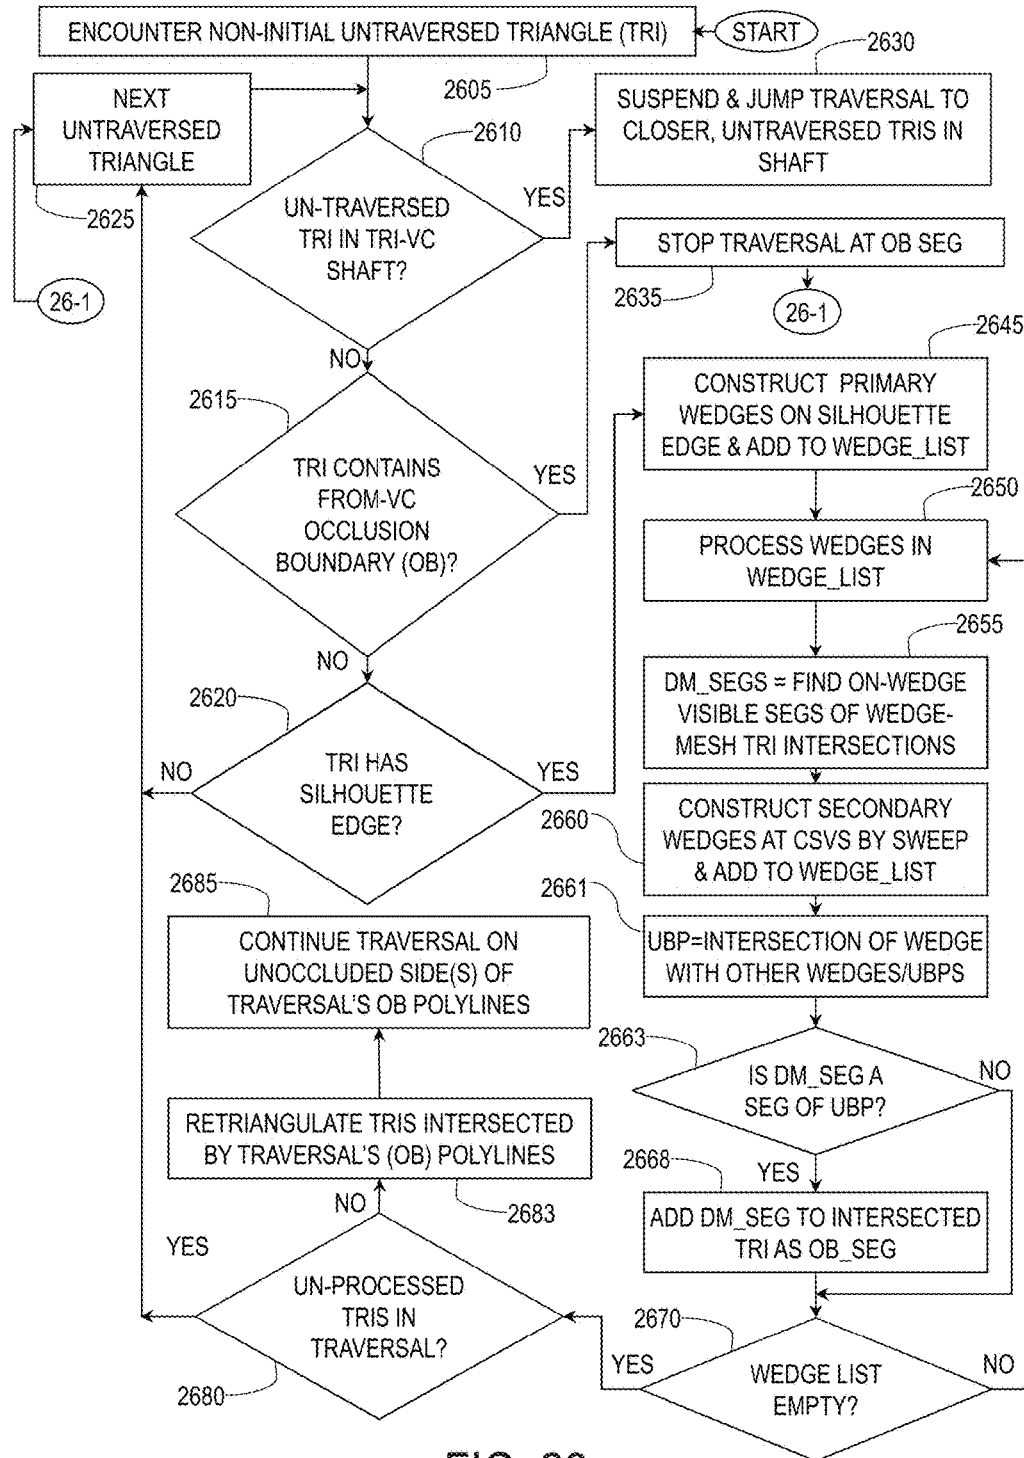 ENCOUNTER NON-INITIAL UNTRAVERSED TRIANGLE (TRI)
START
2605
2630
NEXT
UNTRAVERSED
TRIANGLE
2625
26-1
SUSPEND & JUMP TRAVERSAL TO
CLOSER, UNTRAVERSED TRIS IN
SHAFT
2610
YES
UN-TRAVERSED
TRI IN TRI-VC
SHAFT?
NO
STOP TRAVERSAL AT OB SEG
2635
26-1
2645
CONSTRUCT PRIMARY
WEDGES ON SILHOUETTE
EDGE & ADD TO WEDGE_LIST
2615
TRI CONTAINS
FROM-VC
OCCLUSION
BOUNDARY (OB)?
YES
NO
2650
PROCESS WEDGES IN
WEDGE_LIST
2655
DM_SEGS = FIND ON-WEDGE
VISIBLE SEGS OF WEDGE-
MESH TRI INTERSECTIONS
2620
TRI HAS
SILHOUETTE
EDGE?
NO
YES
2660
CONSTRUCT SECONDARY
WEDGES AT CSVS BY SWEEP
& ADD TO WEDGE_LIST
2661
UBP=INTERSECTION OF WEDGE
WITH OTHER WEDGES/UBPS
2685
CONTINUE TRAVERSAL ON
UNOCCLUDED SIDE(S) OF
TRAVERSAL'S OB POLYLINES
2663
IS DM_SEG A
SEG OF UBP?
NO
YES
RETRIANGULATE TRIS INTERSECTED
BY TRAVERSAL'S (OB) POLYLINES
2683
NO
2668
ADD DM_SEG TO INTERSECTED
TRI AS OB_SEG
YES
UN-PROCESSED
TRIS IN
TRAVERSAL?
2680
2670
YES
WEDGE LIST
EMPTY?
NO